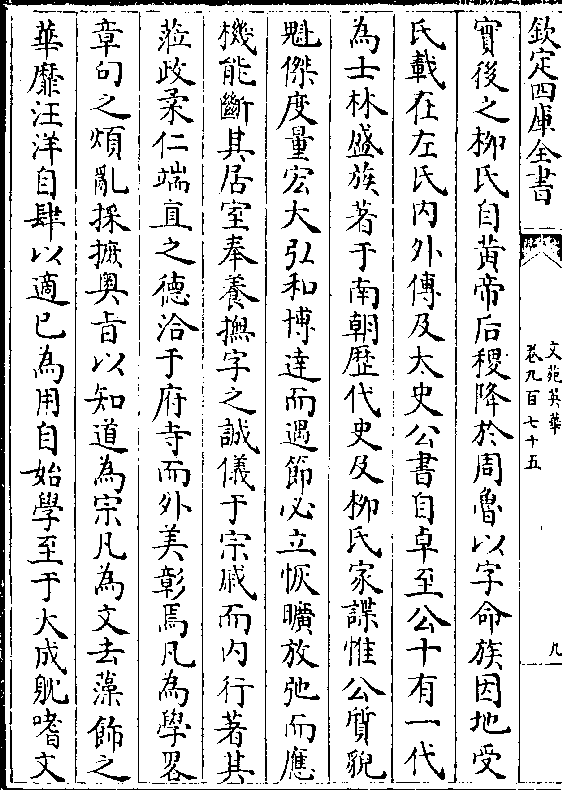 欽定四庫全書
文苑英華
卷九百七十五
九
實後之柳氏自黄帝后稷降於周魯以字命族因地受
氏載在左氏内外傳及太史公書自卓至公十有一代
為士林盛族著于南朝歴代史及柳氏家諜惟公質貌
魁傑度量宏大弘和博達而遇節必立恢曠放弛而應
機能斷其居室奉養撫字之誠儀于宗戚而内行著其
蒞政柔仁端直之德洽于府寺而外美彰焉凡為學畧
章句之煩亂採摭奥旨以知道為宗凡為文去藻飾之
華靡汪洋自肆以適已為用自始學至于大成躭嗜文